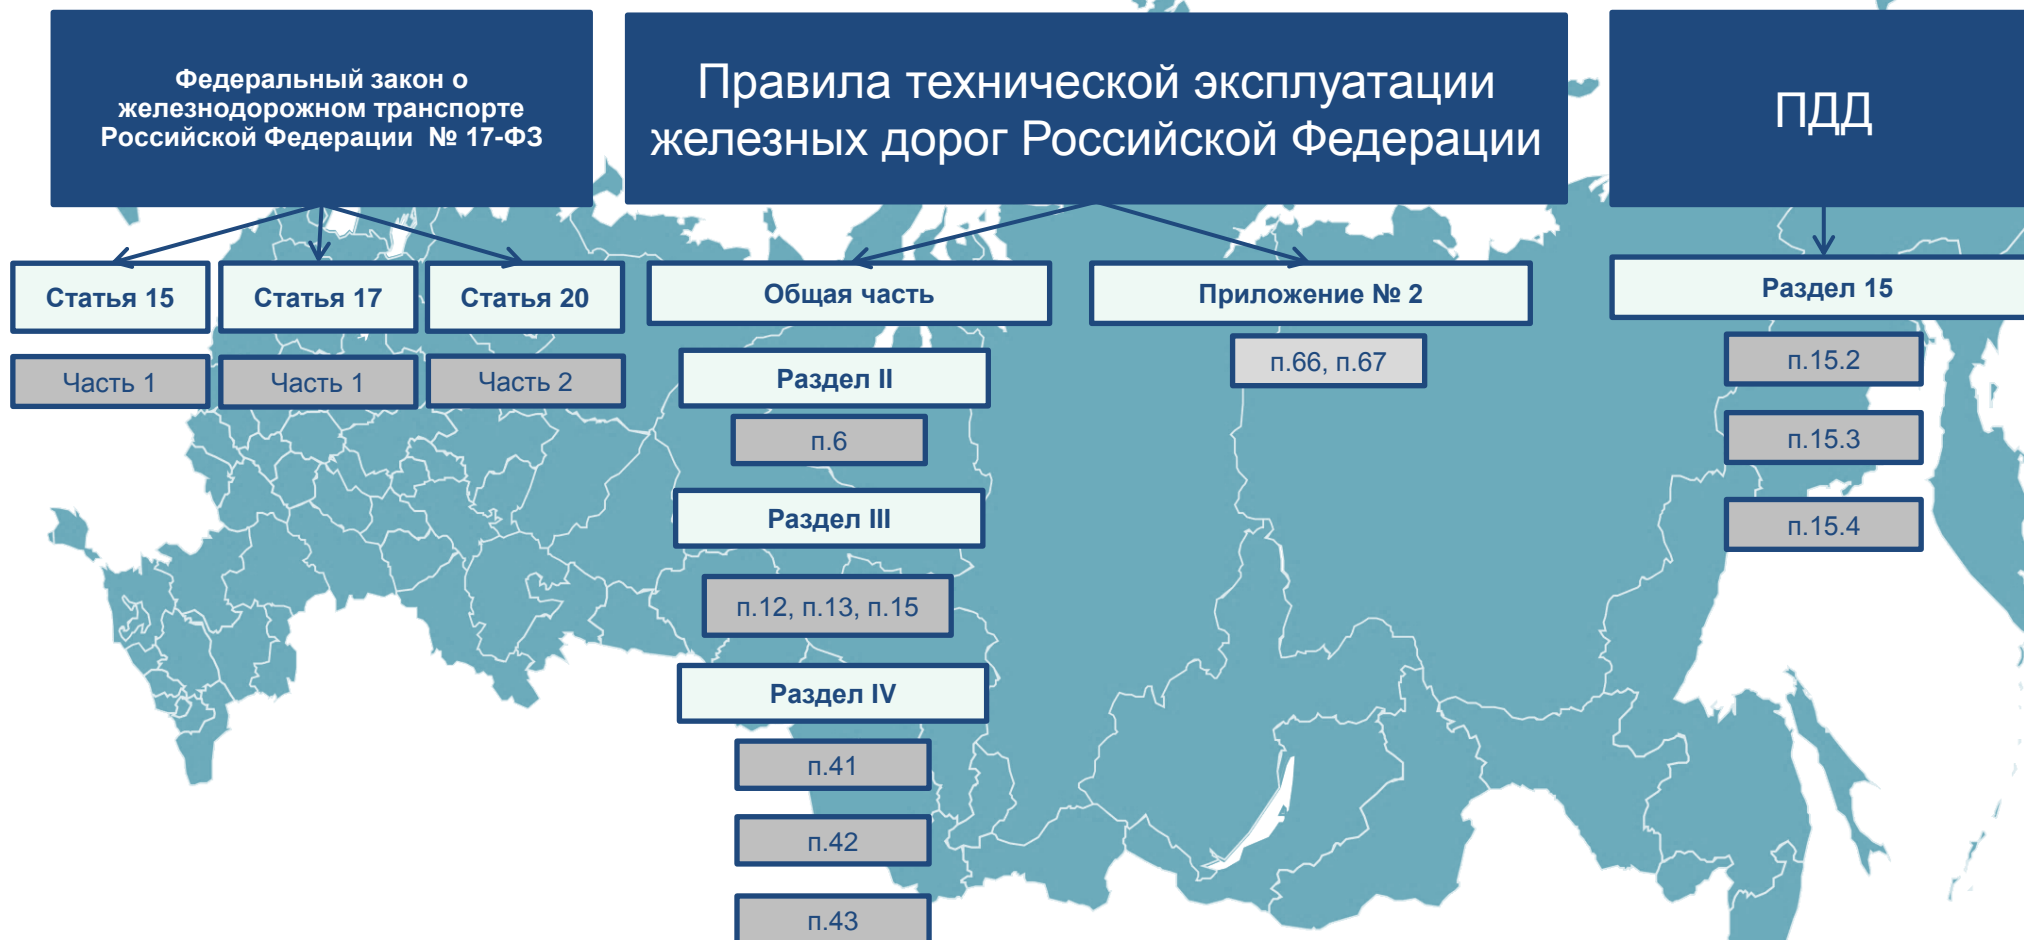 Федеральный закон о
железнодорожном транспорте
Российской Федерации № 17-ФЗ
Правила технической эксплуатации
железных дорог Российской Федерации
ПДД
Статья 15
Статья 17
Статья 20
Общая часть
Приложение № 2
Раздел 15
Часть 1
Часть 1
Часть 2
Раздел II
п.66, п.67
п.15.2
п.6
п.15.3
Раздел III
п.15.4
п.12, п.13, п.15
Раздел IV
п.41
п.42
п.43